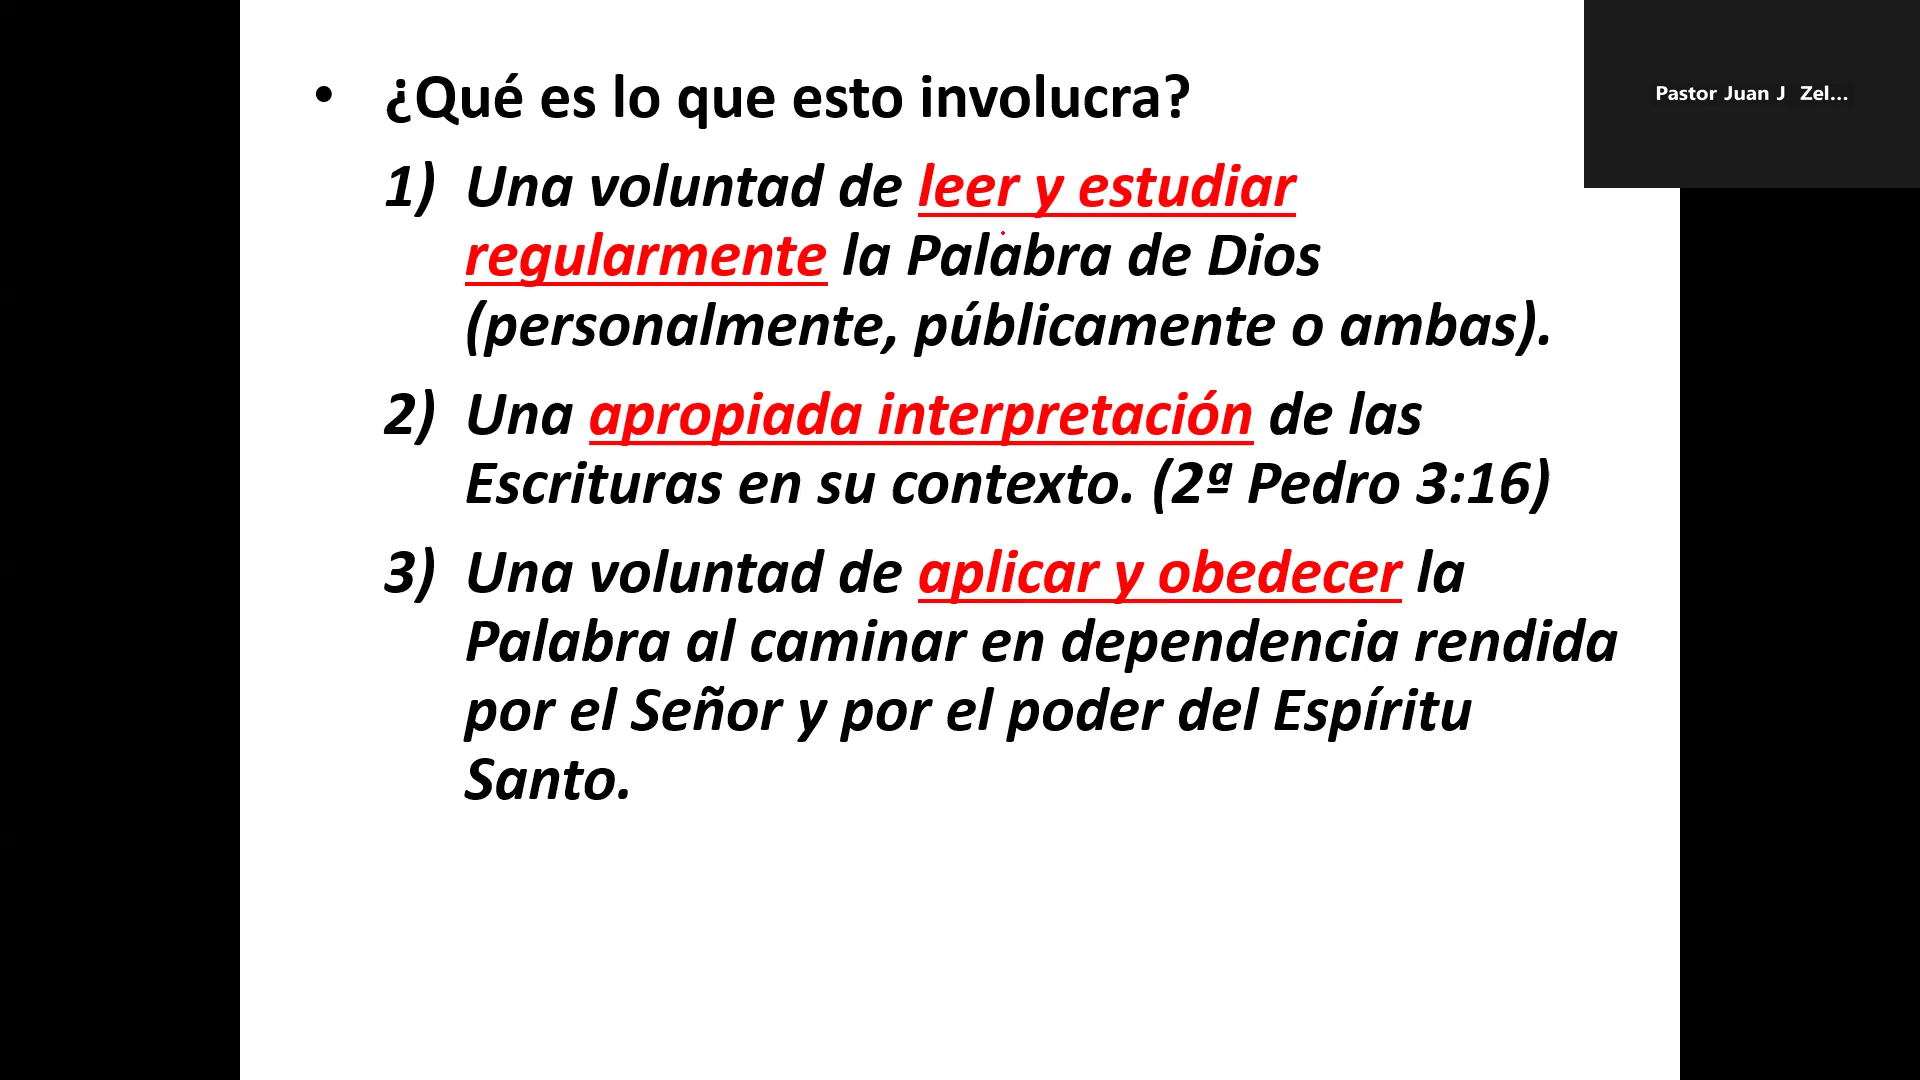 • ¿Qué es lo que esto involucra?
1) Una voluntad de leer y estudiar
regularmente la Palabra de Dios
(personalmente, públicamente o ambas).
2) Una apropiada interpretación de las
Escrituras en su contexto. (2ª Pedro 3:16)
3) Una voluntad de aplicar y obedecer la
Palabra al caminar en dependencia rendida
por el Señor y por el poder del Espíritu
Santo.
Pastor Juan J Zel...